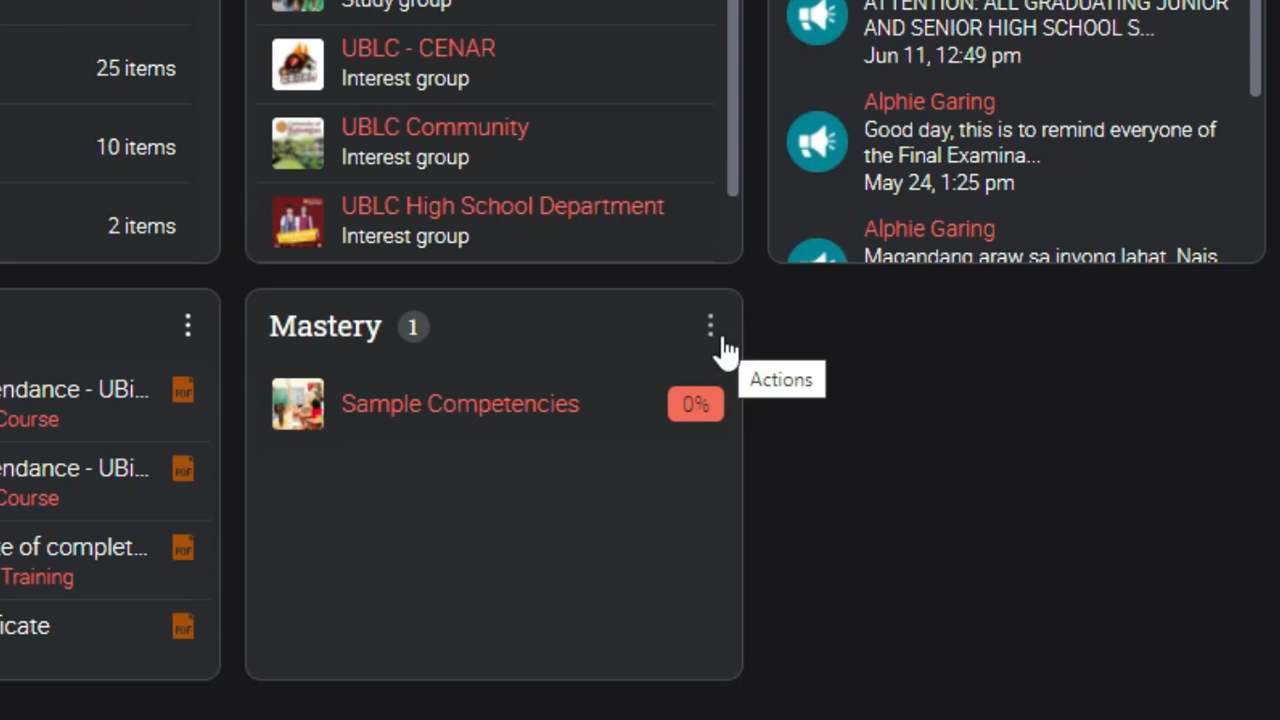 25 items
10 items
2 items
Study group
UBLC - CENAR
Interest group
UBLC Community
Interest group
UBLC High School Department
Interest group
ATTENTION: ALL GRADUATING JUNIOR
AND SENIOR HIGH SCHOOL S...
Jun 11, 12:49 pm
Alphie Garing
Good day, this is to remind everyone of
the Final Examina...
May 24, 1:25 pm
Alphie Garing
Magandang araw sa inyong lahat. Nais
endance - UBi...
PDF
Course
endance - UBi...
PDF
Course
e of complet...
PDF
Training
icate
PDF
Mastery 1
Sample Competencies 0%
Actions